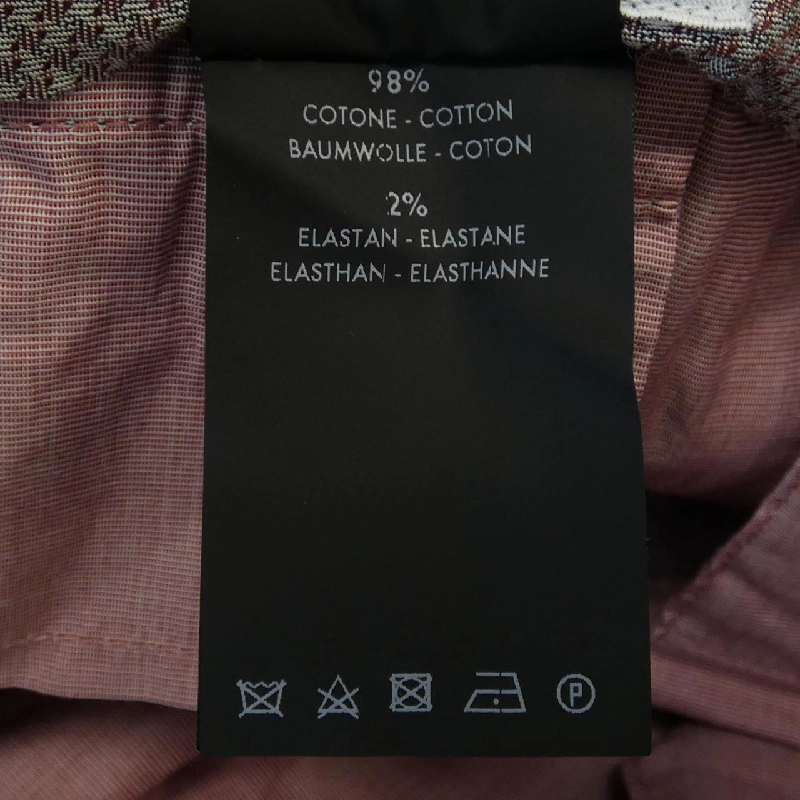 98%
COTONE - COTTON
BAUMWOLLE - COTON
2%
ELASTAN - ELASTANE
ELASTHAN - ELASTHANNE
P